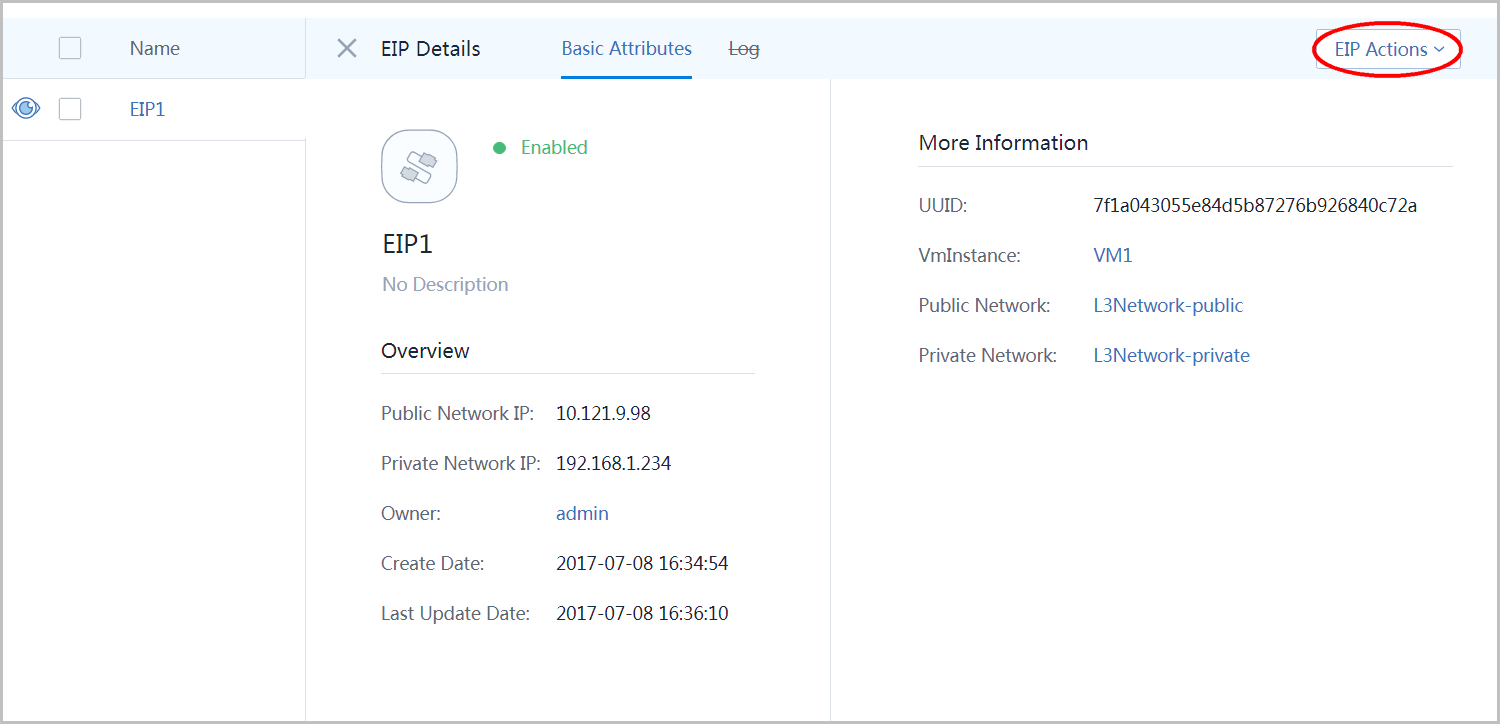 Name
EIP Details
Basic Attributes
Log
EIP Actions
EIP1
Enabled
EIP1
No Description
Overview
Public Network IP: 10.121.9.98
Private Network IP: 192.168.1.234
Owner: admin
Create Date: 2017-07-08 16:34:54
Last Update Date: 2017-07-08 16:36:10
More Information
UUID: 7f1a043055e84d5b87276b926840c72a
VmInstance: VM1
Public Network: L3Network-public
Private Network: L3Network-private